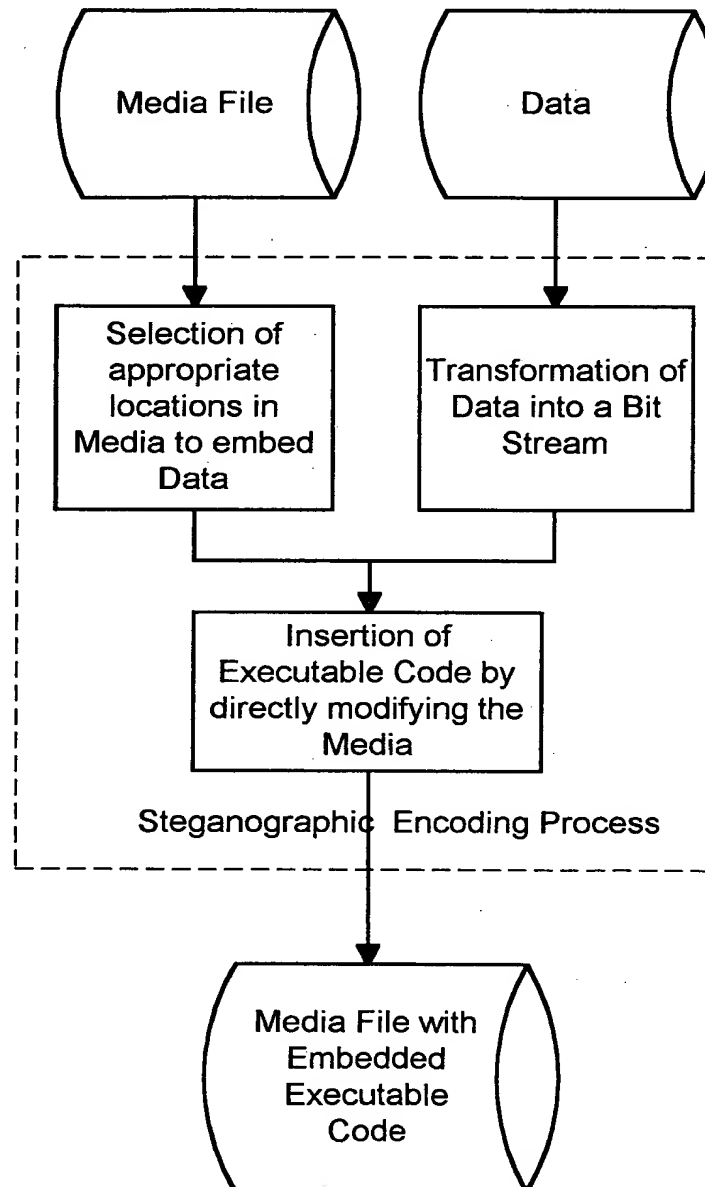 Media File
Data
Selection of
appropriate
locations in
Media to embed
Data
Transformation of
Data into a Bit
Stream
Insertion of
Executable Code by
directly modifying the
Media
Steganographic Encoding Process
Media File with
Embedded
Executable
Code